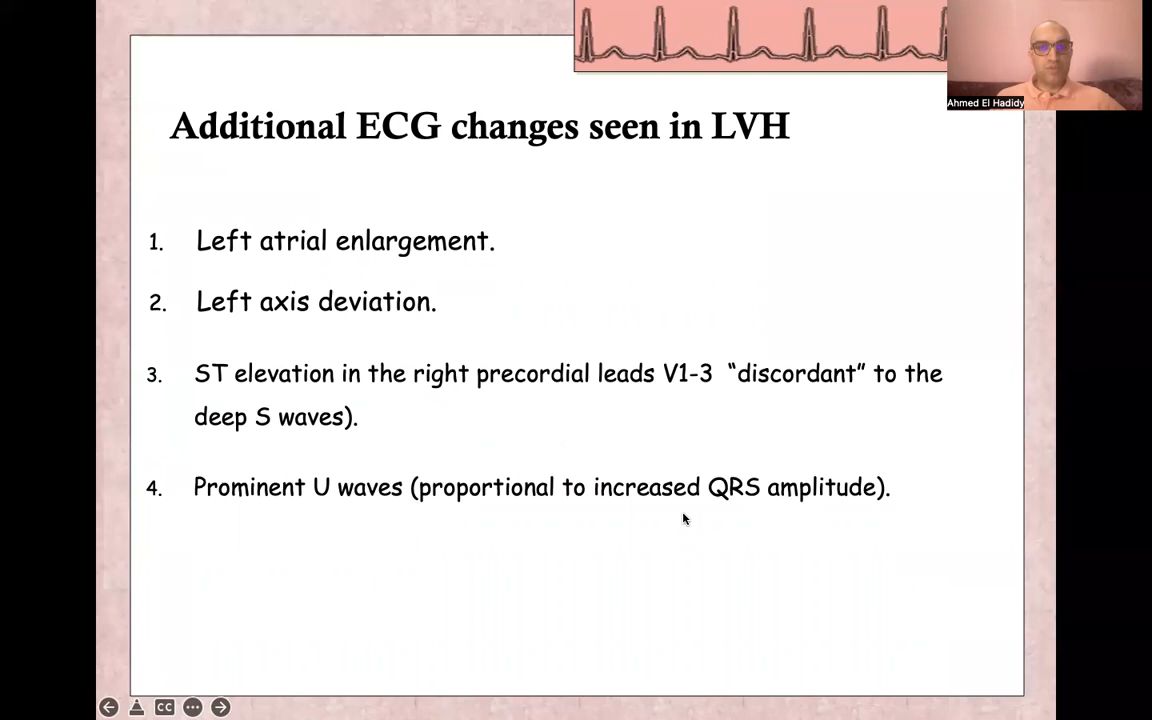 Ahmed El Hadidy
Additional ECG changes seen in LVH
1. Left atrial enlargement.
2. Left axis deviation.
3. ST elevation in the right precordial leads V1-3 “discordant” to the
deep S waves).
4. Prominent U waves (proportional to increased QRS amplitude).
CC